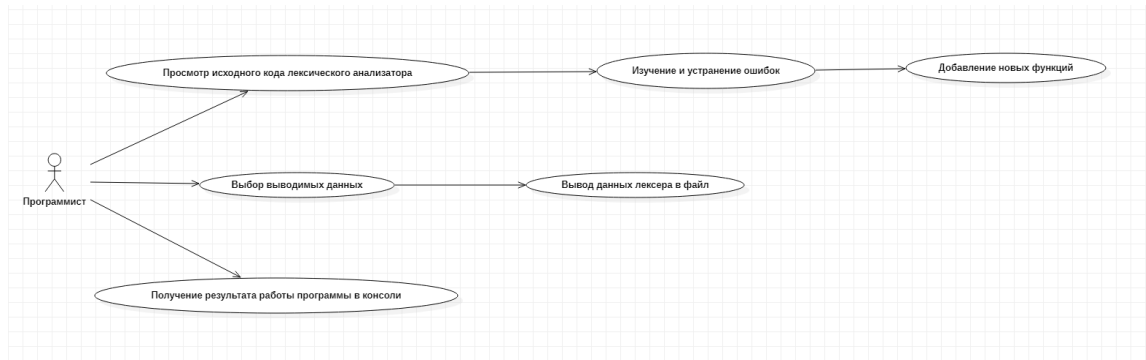 Просмотр исходного кода лексического анализатора
Изучение и устранение ошибок
Добавление новых функций
Программист
Выбор выводимых данных
Вывод данных лексера в файл
Получение результата работы программы в консоли